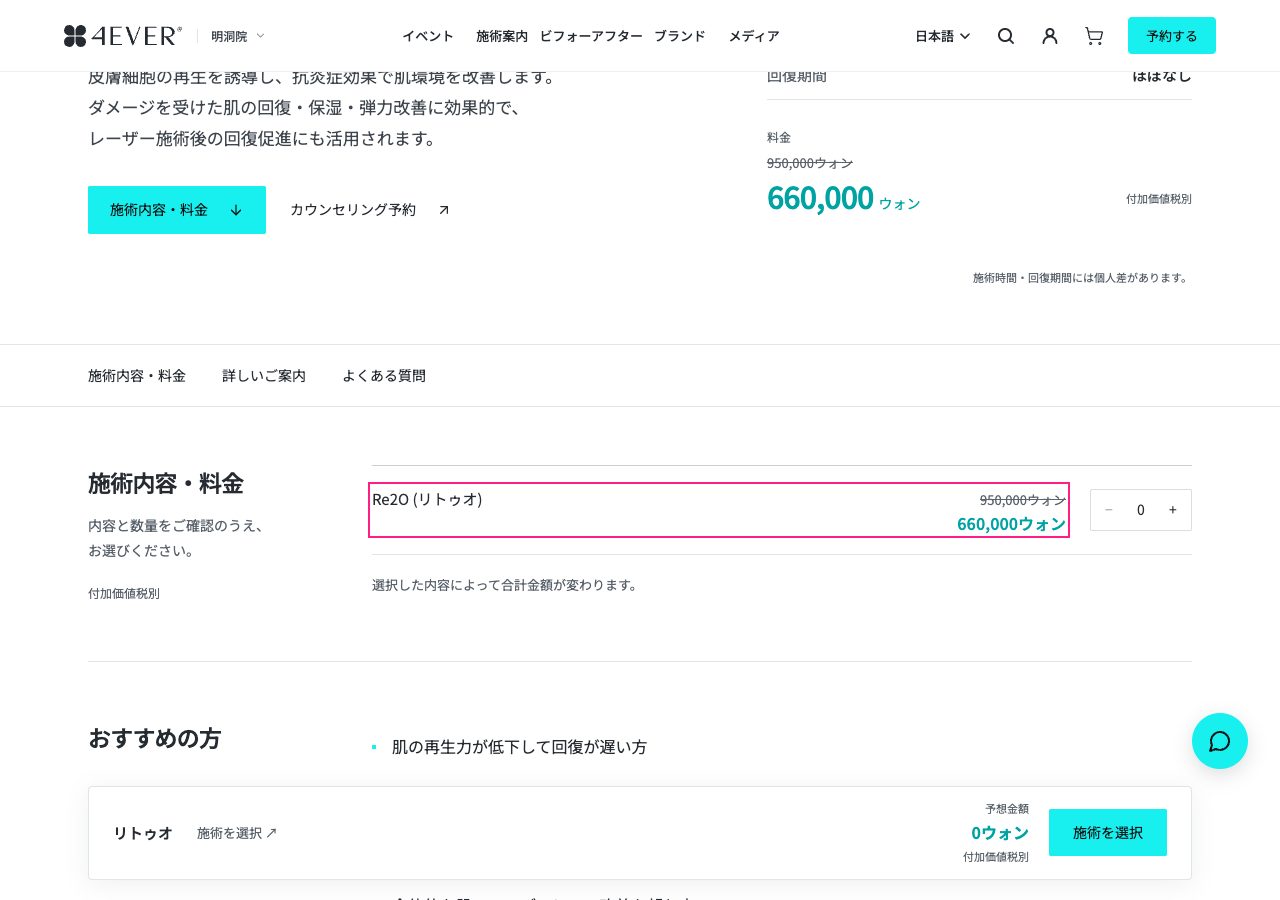 4EVER®
明洞院
イベント
施術案内
ビフォーアフター
ブランド
メディア
日本語
予約する
皮膚細胞の再生を誘導し、抗炎症効果で肌環境を改善します。
ダメージを受けた肌の回復・保湿・弾力改善に効果的で、
レーザー施術後の回復促進にも活用されます。
施術内容・料金 ↓
カウンセリング予約 ↗
回復期間 ほぼなし
料金
950,000ウォン
660,000 ウォン
付加価値税別
施術時間・回復期間には個人差があります。
施術内容・料金
詳しいご案内
よくある質問
施術内容・料金
内容と数量をご確認のうえ、
お選びください。
付加価値税別
Re2O (リトゥオ)
950,000ウォン
660,000ウォン
− 0 +
選択した内容によって合計金額が変わります。
おすすめの方
肌の再生力が低下して回復が遅い方
リトゥオ
施術を選択 ↗
予想金額
0ウォン
付加価値税別
施術を選択